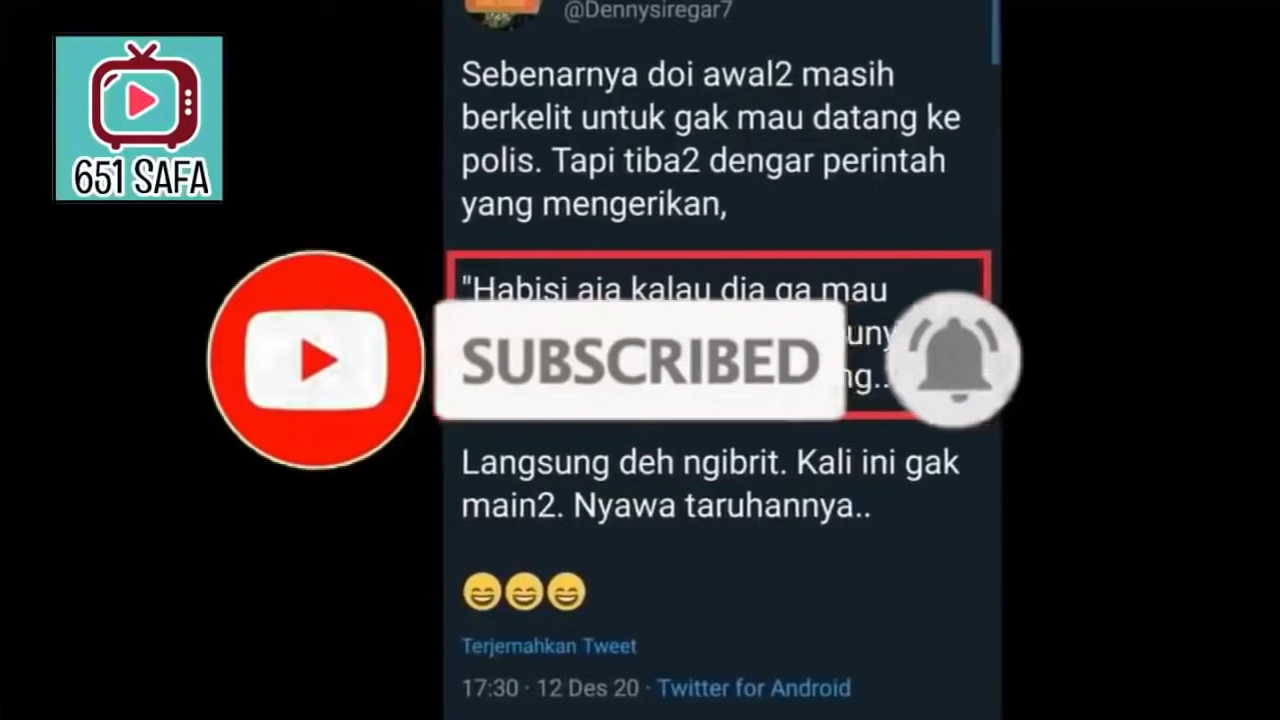 @Dennysiregar7
651 SAFA
Sebenarnya doi awal2 masih
berkelit untuk gak mau datang ke
polis. Tapi tiba2 dengar perintah
yang mengerikan,
"Habisi aja kalau dia ga mau
SUBSCRIBED
Langsung deh ngibrit. Kali ini gak
main2. Nyawa taruhannya..
😄😄😄
Terjemahkan Tweet
17:30 · 12 Des 20 · Twitter for Android